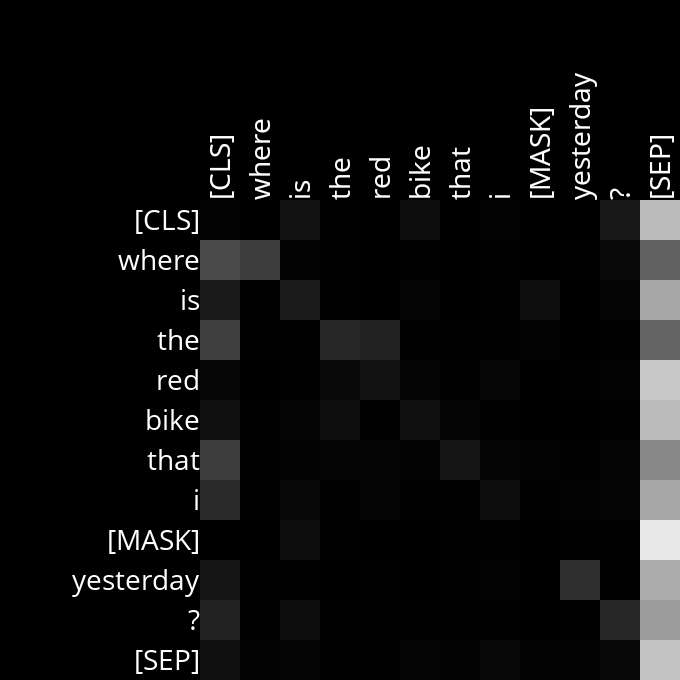 [CLS] where is the red bike that i [MASK] yesterday ? [SEP]
[CLS]
where
is
the
red
bike
that
i
[MASK]
yesterday
?
[SEP]